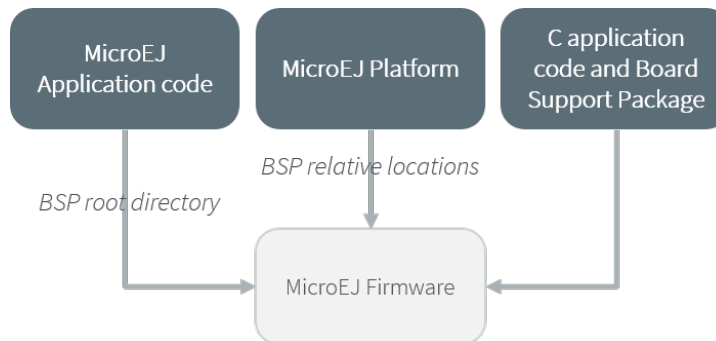 MicroEJ
Application code
MicroEJ Platform
C application
code and Board
Support Package
BSP relative locations
BSP root directory
MicroEJ Firmware